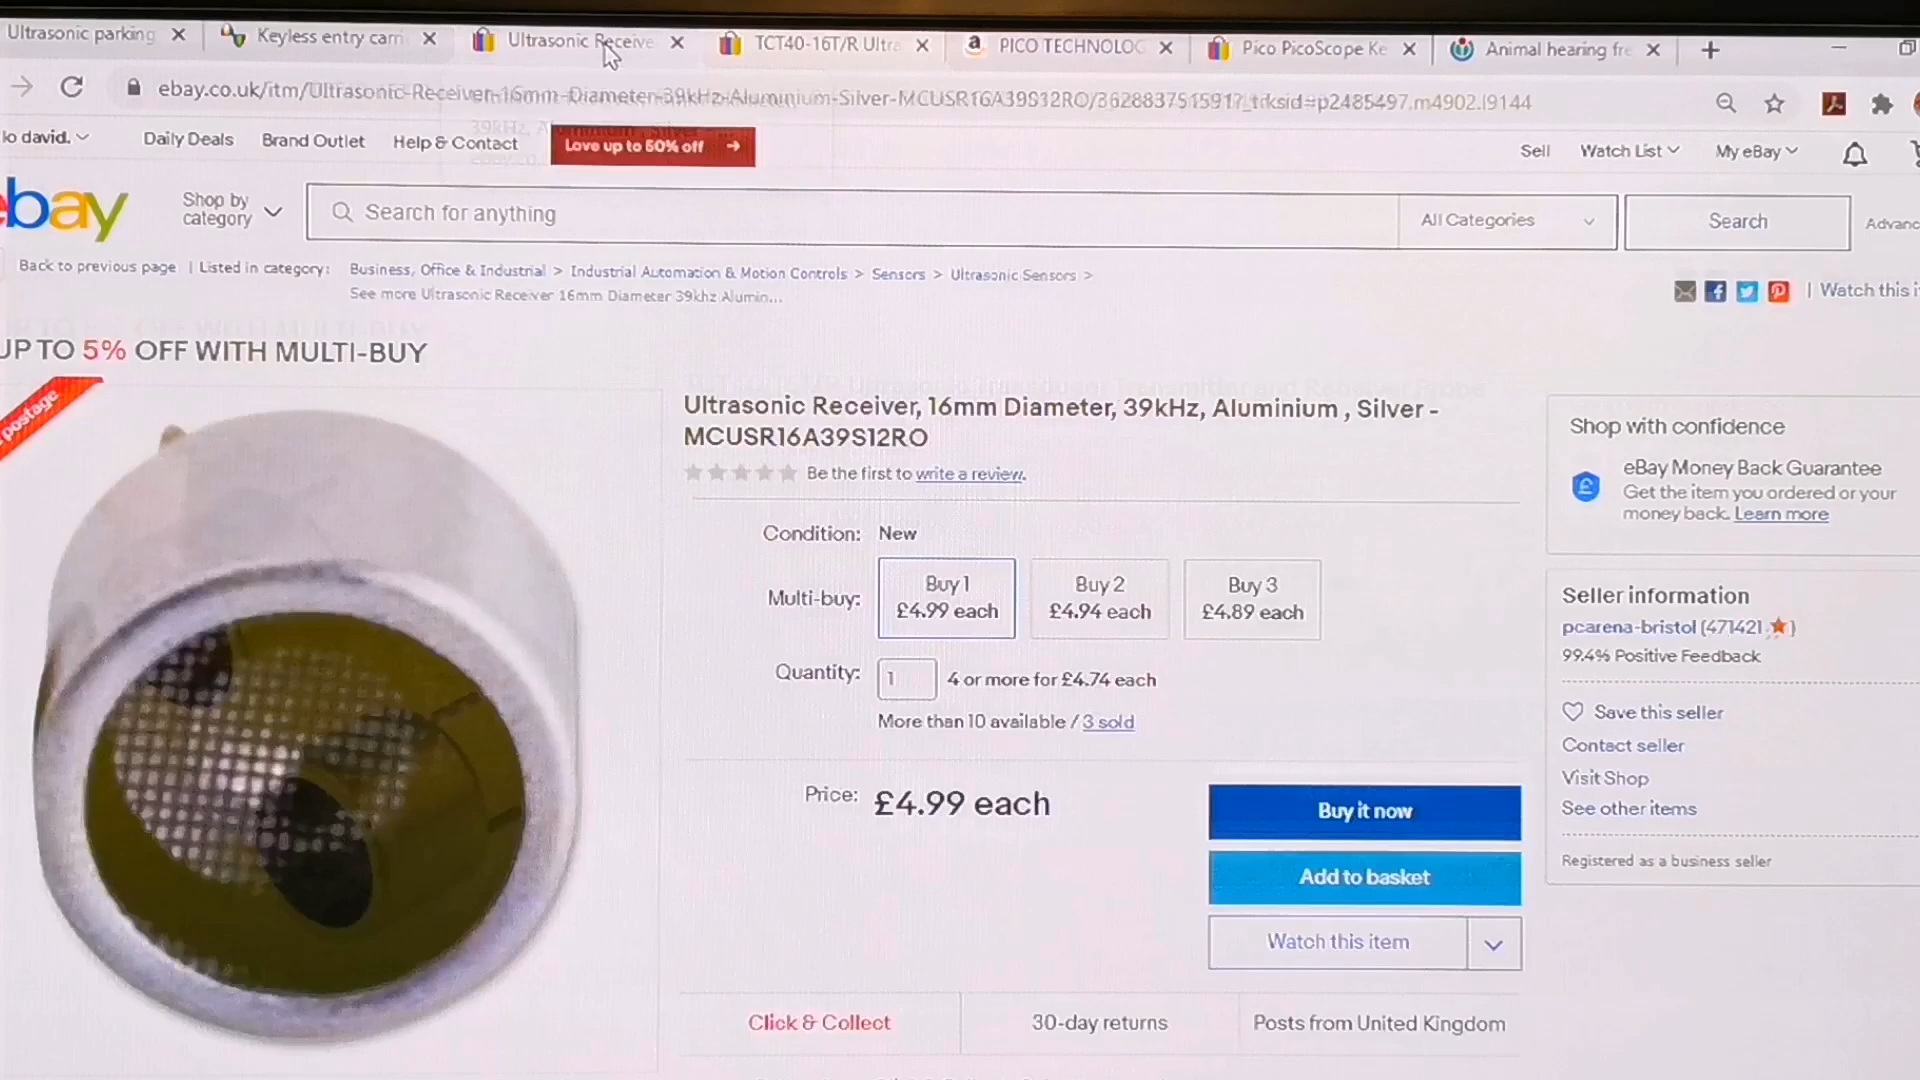 Ultrasonic parking
Keyless entry cam
Ultrasonic Receive
TCT40-16T/R Ultra
PICO TECHNOLOG
Pico PicoScope Ke
Animal hearing fre
ebay.co.uk/itm/Ultrasonic-Receiver-16mm-Diameter-39kHz-Aluminium-Silver-MCUSR16A39S12RO/362883751591?_trksid=p2485497.m4902.l9144
lo david.
Daily Deals
Brand Outlet
Help & Contact
Love up to 50% off
Sell
Watch List
My eBay
ebay
Shop by
category
Search for anything
All Categories
Search
Advanc
Back to previous page | Listed in category:
Business, Office & Industrial > Industrial Automation & Motion Controls > Sensors > Ultrasonic Sensors >
See more Ultrasonic Receiver 16mm Diameter 39khz Alumin...
| Watch this i
UP TO 5% OFF WITH MULTI-BUY
postage
Ultrasonic Receiver, 16mm Diameter, 39kHz, Aluminium , Silver -
MCUSR16A39S12RO
Be the first to write a review.
Condition: New
Multi-buy:
Buy 1
£4.99 each
Buy 2
£4.94 each
Buy 3
£4.89 each
Quantity: 1 4 or more for £4.74 each
More than 10 available / 3 sold
Price: £4.99 each
Buy it now
Add to basket
Watch this item
Click & Collect
30-day returns
Posts from United Kingdom
Shop with confidence
eBay Money Back Guarantee
Get the item you ordered or your
money back. Learn more
Seller information
pcarena-bristol (471421 )
99.4% Positive Feedback
Save this seller
Contact seller
Visit Shop
See other items
Registered as a business seller